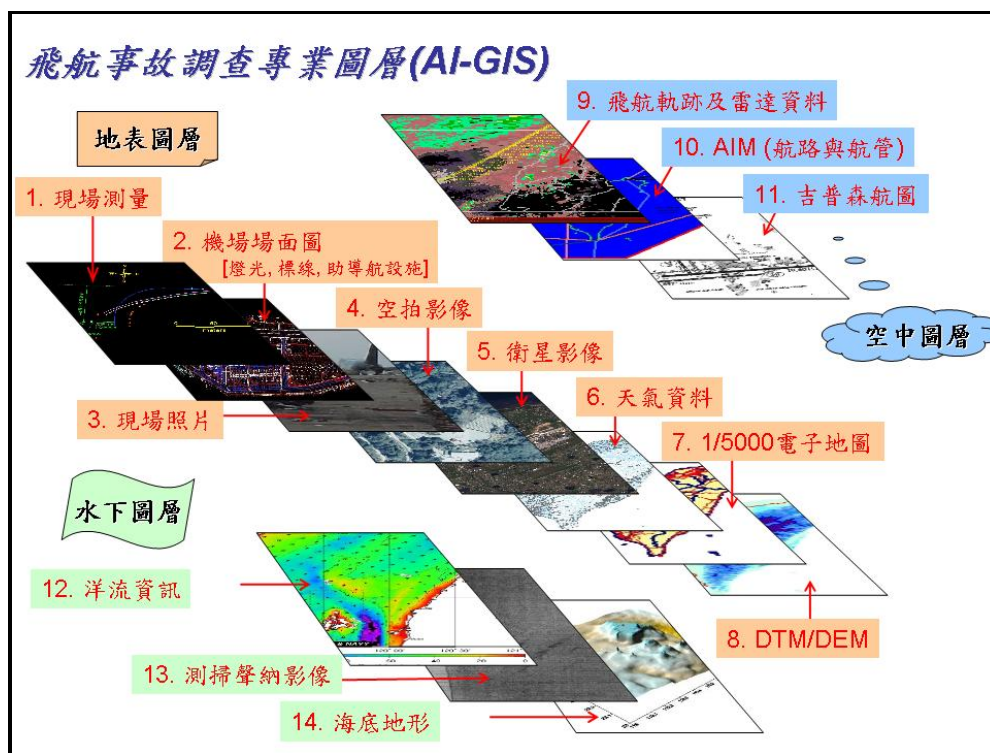 飛航事故調查專業圖層(AI-GIS)
地表圖層
1. 現場測量
2. 機場場面圖
[燈光, 標線, 助導航設施]
3. 現場照片
4. 空拍影像
5. 衛星影像
6. 天氣資料
7. 1/5000電子地圖
8. DTM/DEM
9. 飛航軌跡及雷達資料
10. AIM (航路與航管)
11. 吉普森航圖
空中圖層
水下圖層
12. 洋流資訊
13. 測掃聲納影像
14. 海底地形